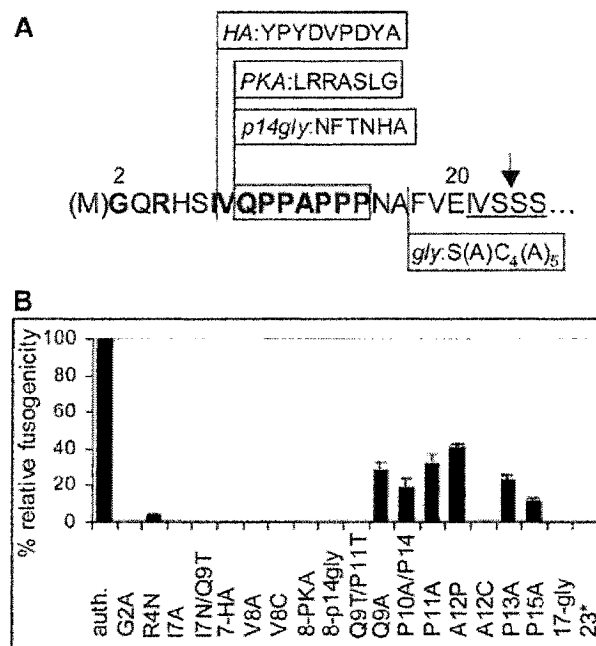 A
HA:YPYDVPDYA
PKA:LRRASLG
p14gly:NFTNHA
2 20
(M)GQRHSIVQPPAPPPNAFVEIVSSS...
gly:S(A)C4(A)5
B
% relative fusogenicity
100
80
60
40
20
0
auth.
G2A
R4N
I7A
I7N/Q9T
7-HA
V8A
V8C
8-PKA
8-p14gly
Q9T/P11T
Q9A
P10A/P14
P11A
A12P
A12C
P13A
P15A
17-gly
23*